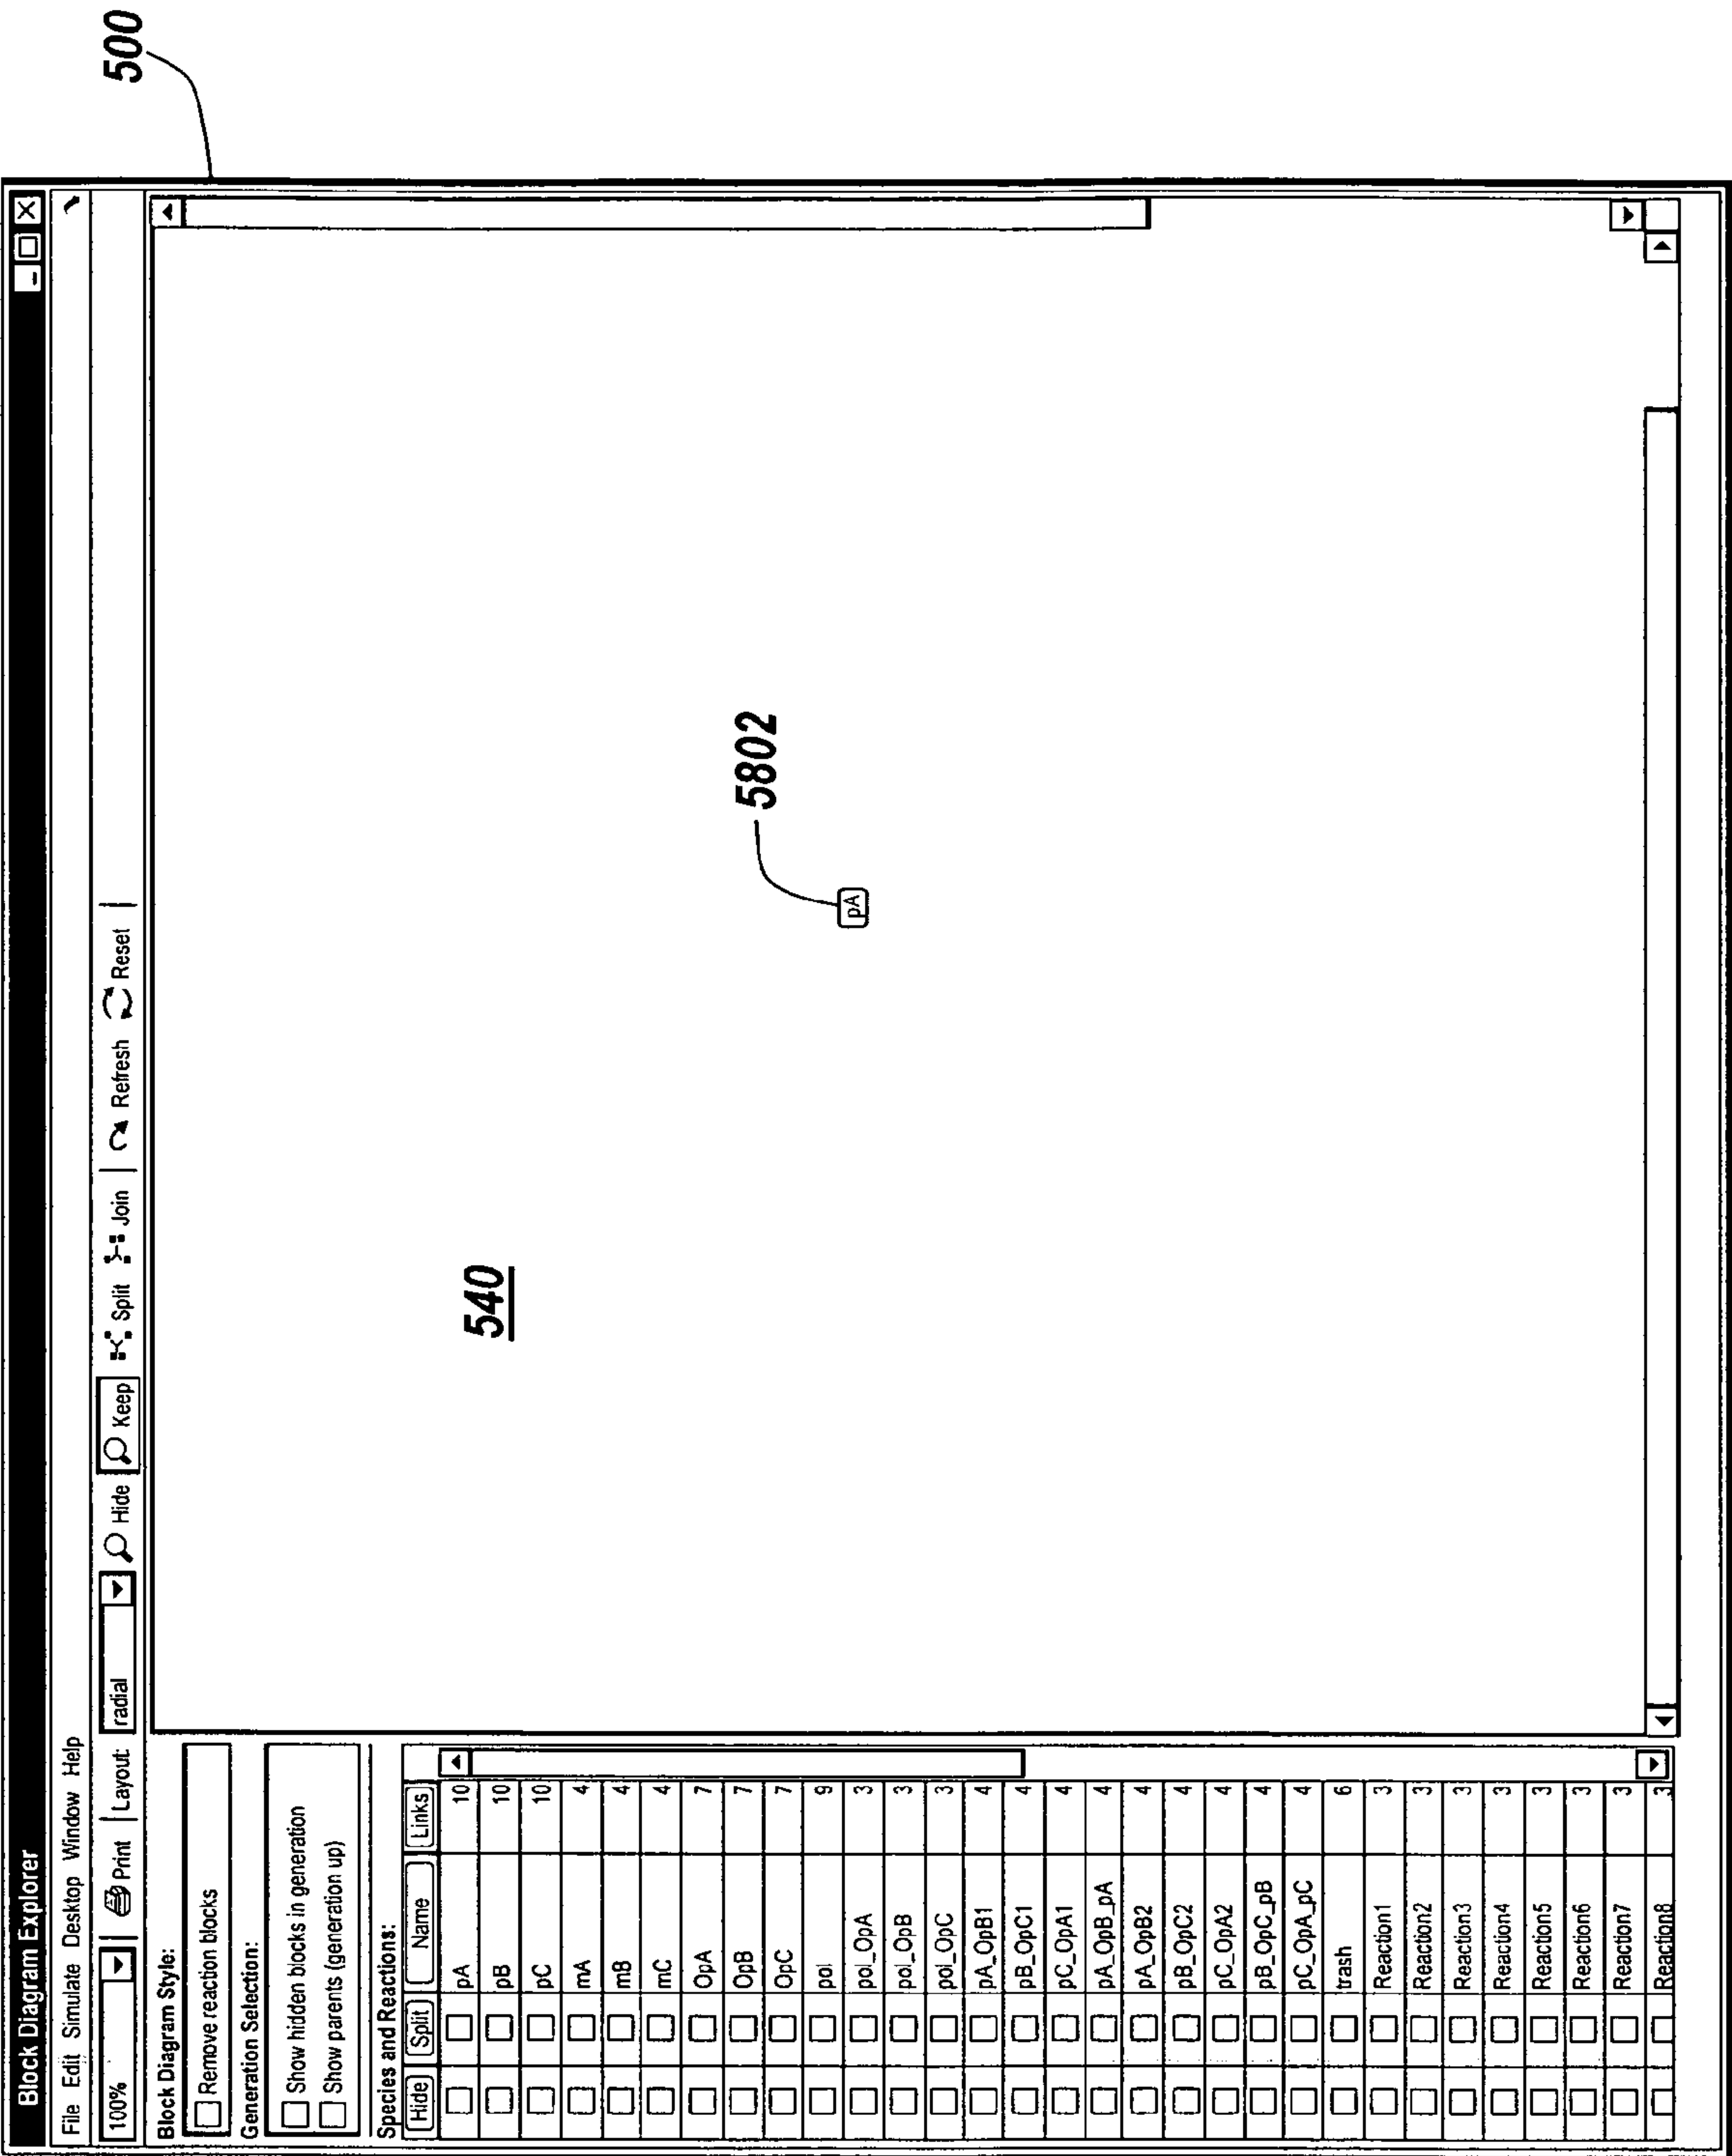 500
Block Diagram Explorer
File Edit Simulate Desktop Window Help
100% Print Layout: radial Hide Keep Split Join Refresh Reset
Block Diagram Style:
Remove reaction blocks
Generation Selection:
Show hidden blocks in generation
Show parents (generation up)
Species and Reactions:
Hide Split Name Links
pA 10
pB 10
pC 10
mA 4
mB 4
mC 4
OpA 7
OpB 7
OpC 7
pol 9
pol_OpA 3
pol_OpB 3
pol_OpC 3
pA_OpB1 4
pB_OpC1 4
pC_OpA1 4
pA_OpB_pA 4
pA_OpB2 4
pB_OpC2 4
pC_OpA2 4
pB_OpC_pB 4
pC_OpA_pC 4
trash 6
Reaction1 3
Reaction2 3
Reaction3 3
Reaction4 3
Reaction5 3
Reaction6 3
Reaction7 3
Reaction8 3
540
5802
pA